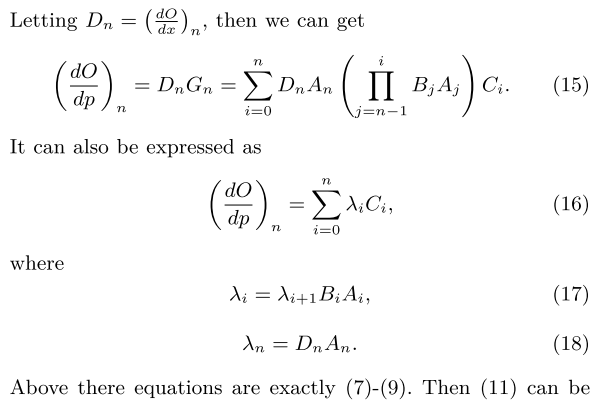 Letting $D_n = \left(\frac{dO}{dx}\right)_n$, then we can get
$\left(\frac{dO}{dp}\right)_n = D_n G_n = \sum_{i=0}^{n} D_n A_n \left(\prod_{j=n-1}^{i} B_j A_j\right) C_i.$ (15)
It can also be expressed as
$\left(\frac{dO}{dp}\right)_n = \sum_{i=0}^{n} \lambda_i C_i,$ (16)
where
$\lambda_i = \lambda_{i+1} B_i A_i,$ (17)
$\lambda_n = D_n A_n.$ (18)
Above there equations are exactly (7)-(9). Then (11) can be